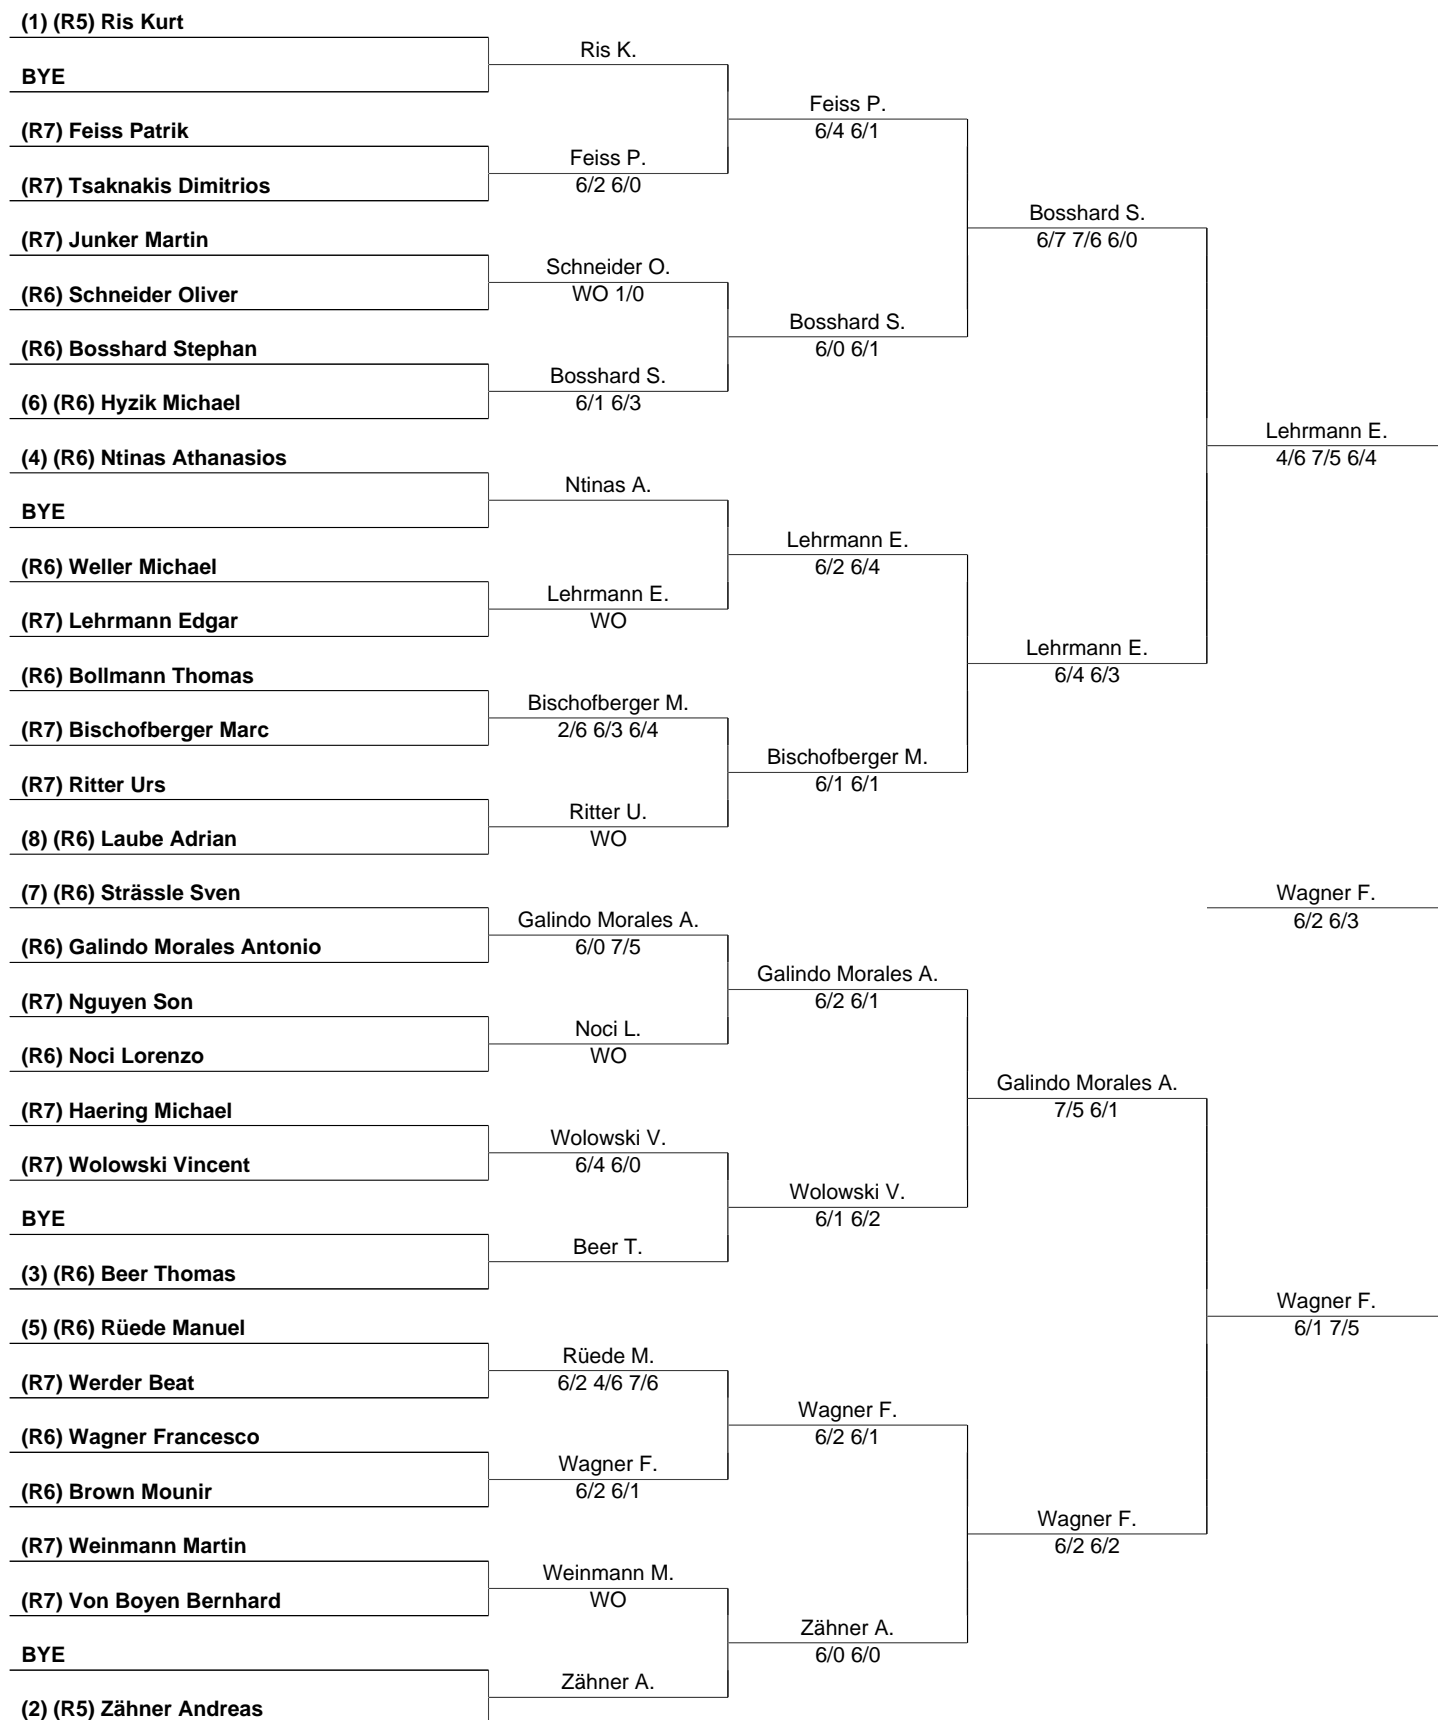 (1) (R5) Ris Kurt
BYE
(R7) Feiss Patrik
(R7) Tsaknakis Dimitrios
(R7) Junker Martin
(R6) Schneider Oliver
(R6) Bosshard Stephan
(6) (R6) Hyzik Michael
(4) (R6) Ntinas Athanasios
BYE
(R6) Weller Michael
(R7) Lehrmann Edgar
(R6) Bollmann Thomas
(R7) Bischofberger Marc
(R7) Ritter Urs
(8) (R6) Laube Adrian
(7) (R6) Strässle Sven
(R6) Galindo Morales Antonio
(R7) Nguyen Son
(R6) Noci Lorenzo
(R7) Haering Michael
(R7) Wolowski Vincent
BYE
(3) (R6) Beer Thomas
(5) (R6) Rüede Manuel
(R7) Werder Beat
(R6) Wagner Francesco
(R6) Brown Mounir
(R7) Weinmann Martin
(R7) Von Boyen Bernhard
BYE
(2) (R5) Zähner Andreas
Ris K.
Feiss P.
6/2 6/0
Schneider O.
WO 1/0
Bosshard S.
6/1 6/3
Ntinas A.
Lehrmann E.
WO
Bischofberger M.
2/6 6/3 6/4
Ritter U.
WO
Galindo Morales A.
6/0 7/5
Noci L.
WO
Wolowski V.
6/4 6/0
Beer T.
Rüede M.
6/2 4/6 7/6
Wagner F.
6/2 6/1
Weinmann M.
WO
Zähner A.
Feiss P.
6/4 6/1
Bosshard S.
6/0 6/1
Lehrmann E.
6/2 6/4
Bischofberger M.
6/1 6/1
Galindo Morales A.
6/2 6/1
Wolowski V.
6/1 6/2
Wagner F.
6/2 6/1
Zähner A.
6/0 6/0
Bosshard S.
6/7 7/6 6/0
Lehrmann E.
6/4 6/3
Galindo Morales A.
7/5 6/1
Wagner F.
6/2 6/2
Lehrmann E.
4/6 7/5 6/4
Wagner F.
6/2 6/3
Wagner F.
6/1 7/5